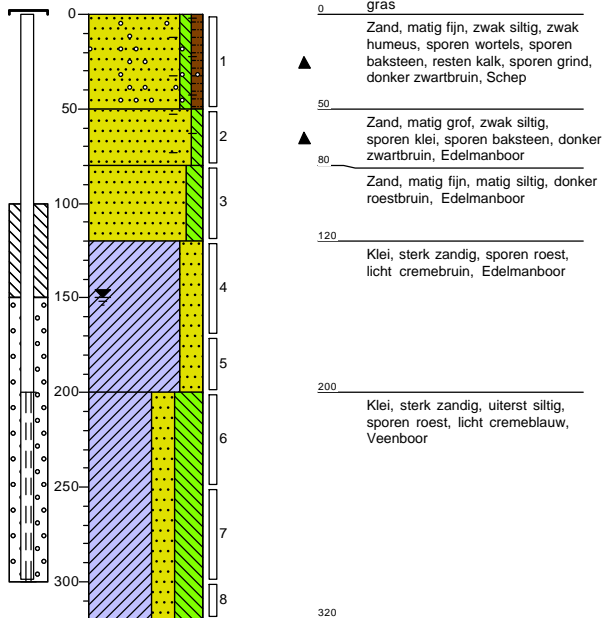 0
50
100
150
200
250
300
1
2
3
4
5
6
7
8
0
gras
Zand, matig fijn, zwak siltig, zwak
humeus, sporen wortels, sporen
baksteen, resten kalk, sporen grind,
donker zwartbruin, Schep
50
Zand, matig grof, zwak siltig,
sporen klei, sporen baksteen, donker
zwartbruin, Edelmanboor
80
Zand, matig fijn, matig siltig, donker
roestbruin, Edelmanboor
120
Klei, sterk zandig, sporen roest,
licht cremebruin, Edelmanboor
200
Klei, sterk zandig, uiterst siltig,
sporen roest, licht cremeblauw,
Veenboor
320